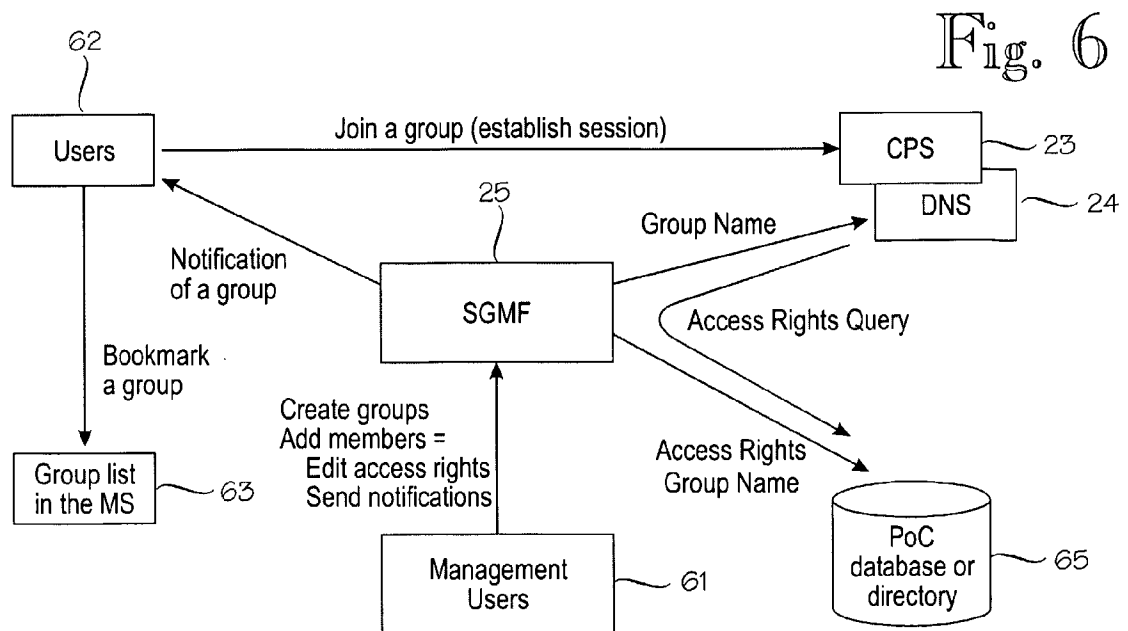 Fig. 6
62
Users
Join a group (establish session)
CPS
23
DNS
24
25
Group Name
Notification
of a group
SGMF
Access Rights Query
Bookmark
a group
Create groups
Add members =
Edit access rights
Send notifications
Access Rights
Group Name
Group list
in the MS
63
Management
Users
61
PoC
database or
directory
65